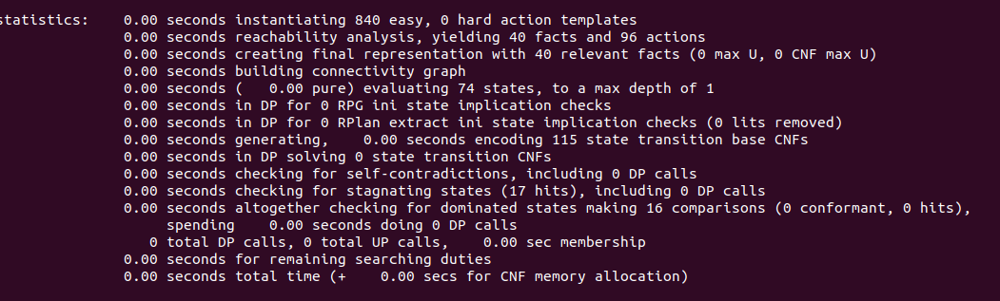 statistics:    0.00 seconds instantiating 840 easy, 0 hard action templates
0.00 seconds reachability analysis, yielding 40 facts and 96 actions
0.00 seconds creating final representation with 40 relevant facts (0 max U, 0 CNF max U)
0.00 seconds building connectivity graph
0.00 seconds (   0.00 pure) evaluating 74 states, to a max depth of 1
0.00 seconds in DP for 0 RPG ini state implication checks
0.00 seconds in DP for 0 RPlan extract ini state implication checks (0 lits removed)
0.00 seconds generating,    0.00 seconds encoding 115 state transition base CNFs
0.00 seconds in DP solving 0 state transition CNFs
0.00 seconds checking for self-contradictions, including 0 DP calls
0.00 seconds checking for stagnating states (17 hits), including 0 DP calls
0.00 seconds altogether checking for dominated states making 16 comparisons (0 conformant, 0 hits),
spending    0.00 seconds doing 0 DP calls
0 total DP calls, 0 total UP calls,    0.00 sec membership
0.00 seconds for remaining searching duties
0.00 seconds total time (+    0.00 secs for CNF memory allocation)